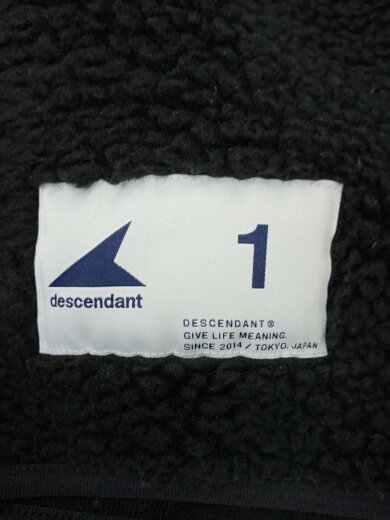 1
descendant
DESCENDANT®
GIVE LIFE MEANING.
SINCE 2014 / TOKYO, JAPAN